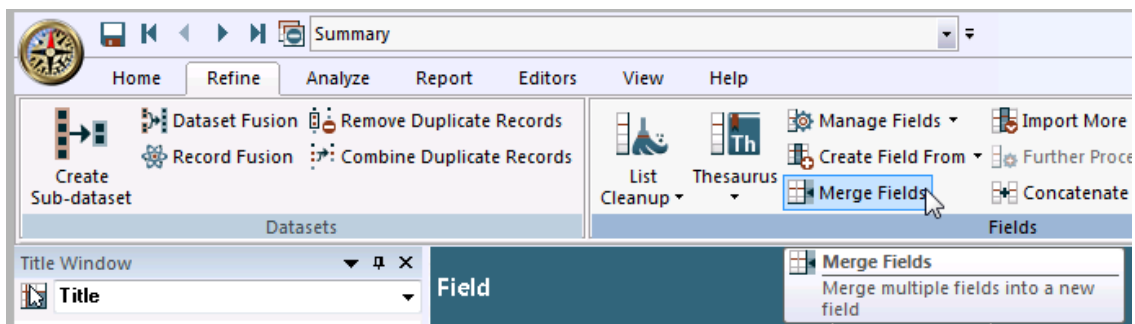 Summary
Home Refine Analyze Report Editors View Help
Create Sub-dataset
Dataset Fusion
Record Fusion
Remove Duplicate Records
Combine Duplicate Records
Datasets
List Cleanup
Th
Thesaurus
Manage Fields
Create Field From
Merge Fields
Import More
Further Proce
Concatenate
Fields
Title Window
Title
Field
Merge Fields
Merge multiple fields into a new
field